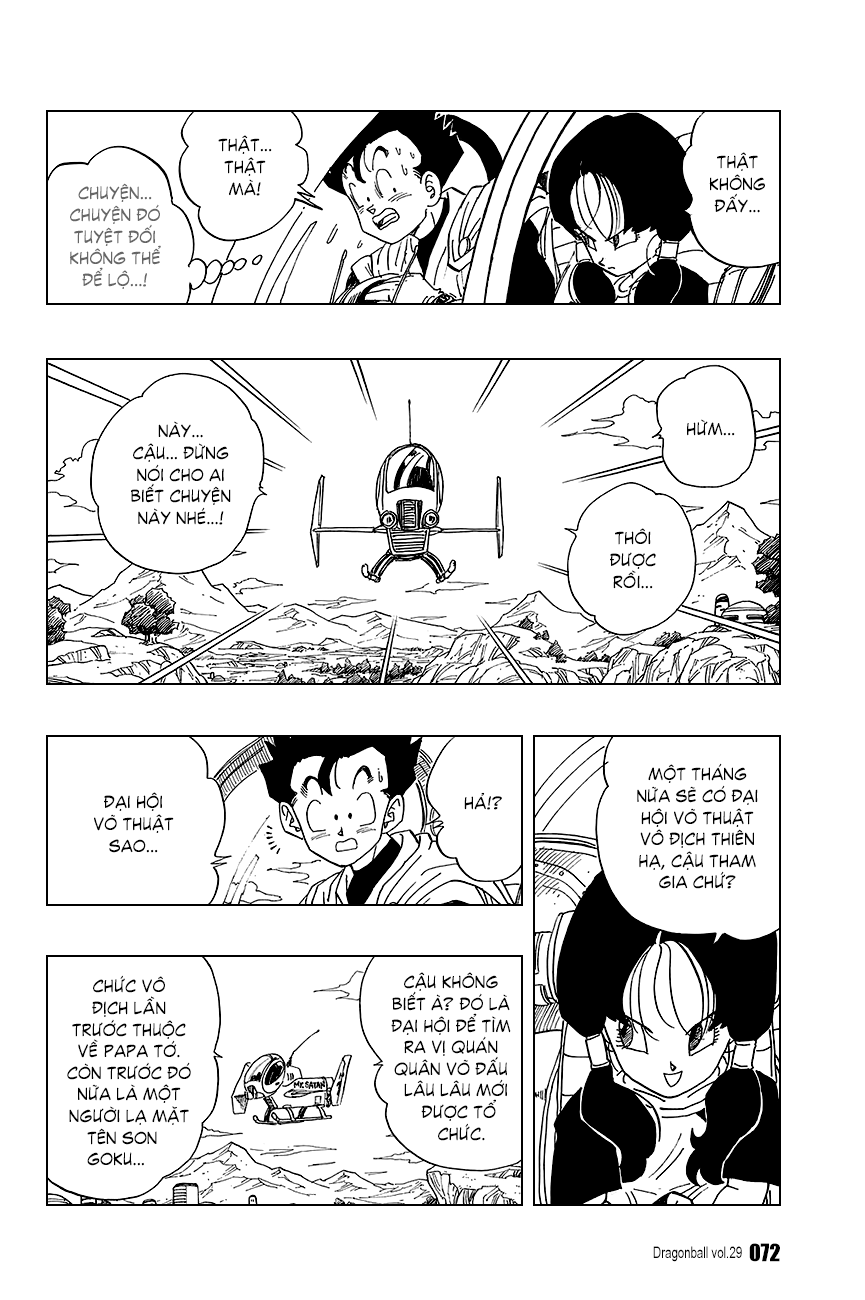 THẬT
KHÔNG
ĐẤY...
THẬT...
THẬT
MÀ!
CHUYỆN...
CHUYỆN ĐÓ
TUYỆT ĐỐI
KHÔNG THỂ
ĐỂ LỘ...!
HỪM...
THÔI
ĐƯỢC
RỒI...
NÀY...
CẬU... ĐỪNG
NÓI CHO AI
BIẾT CHUYỆN
NÀY NHÉ...!
MỘT THÁNG
NỮA SẼ CÓ ĐẠI
HỘI VÕ THUẬT
VÔ ĐỊCH THIÊN
HẠ, CẬU THAM
GIA CHỨ?
HẢ!?
ĐẠI HỘI
VÕ THUẬT
SAO...
CẬU KHÔNG
BIẾT À? ĐÓ LÀ
ĐẠI HỘI ĐỂ TÌM
RA VỊ QUÁN
QUÂN VÕ ĐẤU
LÂU LÂU MỚI
ĐƯỢC TỔ
CHỨC.
CHỨC VÔ
ĐỊCH LẦN
TRƯỚC THUỘC
VỀ PAPA TỚ.
CÒN TRƯỚC ĐÓ
NỮA LÀ MỘT
NGƯỜI LẠ MẶT
TÊN SON
GOKU...
MR.SATAN
Dragonball vol.29 072